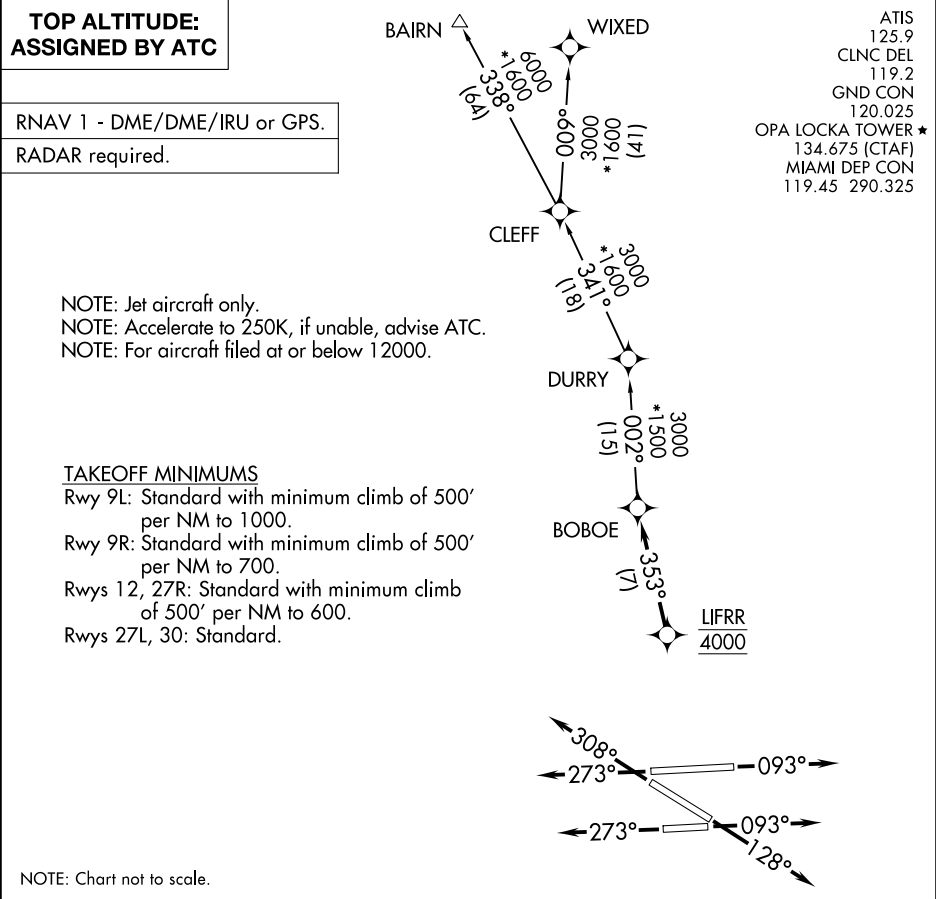 TOP ALTITUDE:
ASSIGNED BY ATC
RNAV 1 - DME/DME/IRU or GPS.
RADAR required.
ATIS
125.9
CLNC DEL
119.2
GND CON
120.025
OPA LOCKA TOWER ★
134.675 (CTAF)
MIAMI DEP CON
119.45 290.325
BAIRN
WIXED
6000
*1600
338°
(64)
009°
3000
*1600
(41)
CLEFF
3000
*1600
341°
(18)
NOTE: Jet aircraft only.
NOTE: Accelerate to 250K, if unable, advise ATC.
NOTE: For aircraft filed at or below 12000.
DURRY
3000
*1500
002°
(15)
TAKEOFF MINIMUMS
Rwy 9L: Standard with minimum climb of 500′
per NM to 1000.
Rwy 9R: Standard with minimum climb of 500′
per NM to 700.
Rwys 12, 27R: Standard with minimum climb
of 500′ per NM to 600.
Rwys 27L, 30: Standard.
BOBOE
353°
(7)
LIFRR
4000
308°
273°
093°
273°
093°
128°
NOTE: Chart not to scale.